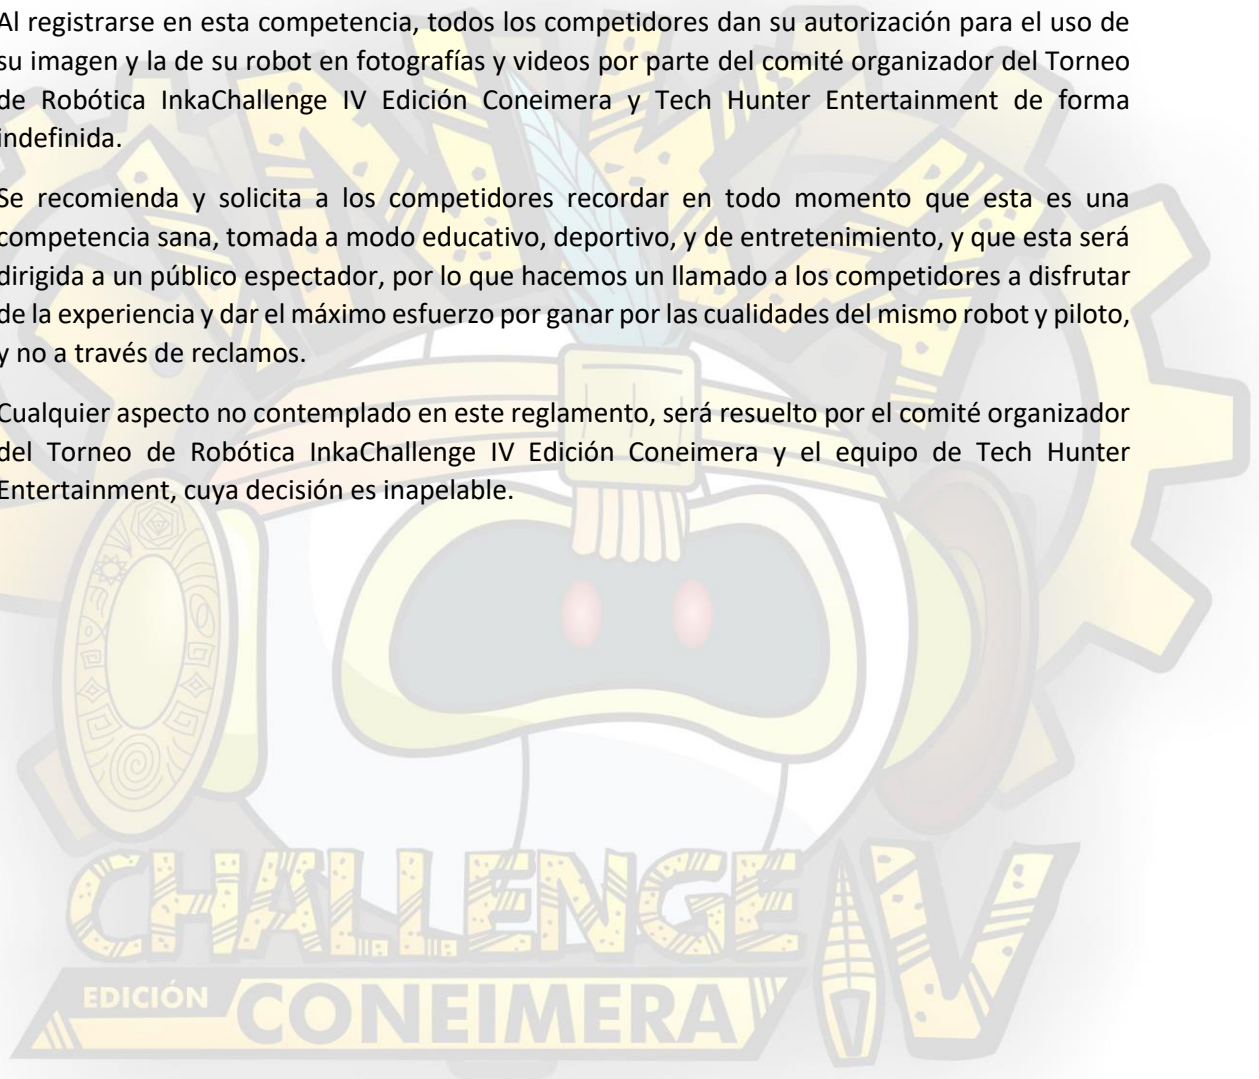 Al registrarse en esta competencia, todos los competidores dan su autorización para el uso de
su imagen y la de su robot en fotografías y videos por parte del comité organizador del Torneo
de Robótica InkaChallenge IV Edición Coneimera y Tech Hunter Entertainment de forma
indefinida.
Se recomienda y solicita a los competidores recordar en todo momento que esta es una
competencia sana, tomada a modo educativo, deportivo, y de entretenimiento, y que esta será
dirigida a un público espectador, por lo que hacemos un llamado a los competidores a disfrutar
de la experiencia y dar el máximo esfuerzo por ganar por las cualidades del mismo robot y piloto,
y no a través de reclamos.
Cualquier aspecto no contemplado en este reglamento, será resuelto por el comité organizador
del Torneo de Robótica InkaChallenge IV Edición Coneimera y el equipo de Tech Hunter
Entertainment, cuya decisión es inapelable.
INKA
CHALLENGE IV
EDICIÓN CONEIMERA